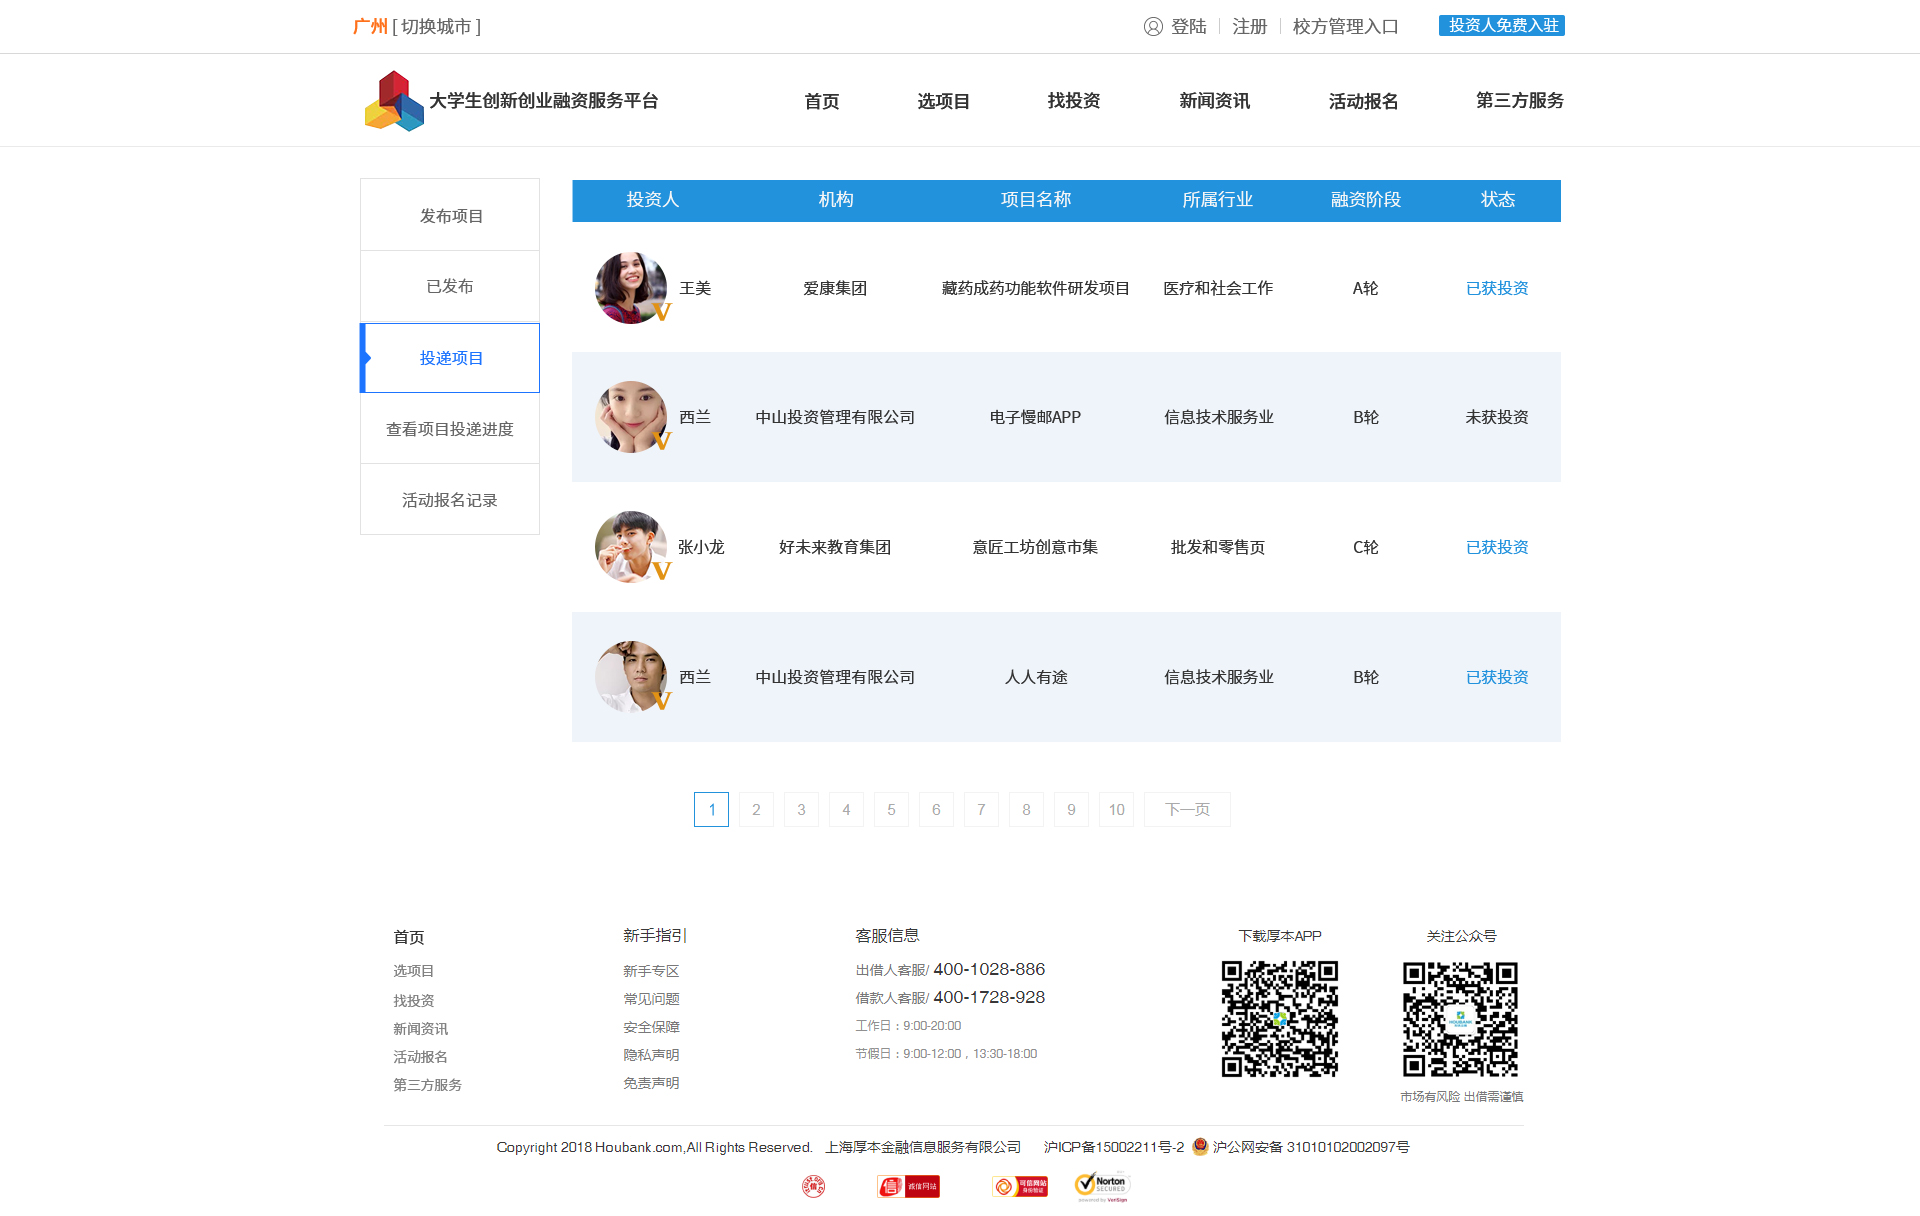 广州 [ 切换城市 ] 登陆 注册 校方管理入口 投资人免费入驻
大学生创新创业融资服务平台 首页 选项目 找投资 新闻资讯 活动报名 第三方服务
发布项目
已发布
投递项目
查看项目投递进度
活动报名记录
投资人 机构 项目名称 所属行业 融资阶段 状态
V 王美 爱康集团 藏药成药功能软件研发项目 医疗和社会工作 A轮 已获投资
V 西兰 中山投资管理有限公司 电子慢邮APP 信息技术服务业 B轮 未获投资
V 张小龙 好未来教育集团 意匠工坊创意市集 批发和零售页 C轮 已获投资
V 西兰 中山投资管理有限公司 人人有途 信息技术服务业 B轮 已获投资
1 2 3 4 5 6 7 8 9 10 下一页
首页
选项目
找投资
新闻资讯
活动报名
第三方服务
新手指引
新手专区
常见问题
安全保障
隐私声明
免责声明
客服信息
出借人客服/ 400-1028-886
借款人客服/ 400-1728-928
工作日：9:00-20:00
节假日：9:00-12:00，13:30-18:00
下载厚本APP
关注公众号
HOUBANK
市场有风险 出借需谨慎
Copyright 2018 Houbank.com,All Rights Reserved. 上海厚本金融信息服务有限公司 沪ICP备15002211号-2 沪公网安备 31010102002097号
信 诚信网站
可信网站
身份验证
Norton
SECURED
powered by VeriSign